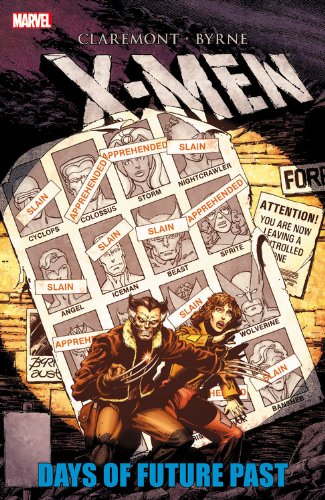 MARVEL
CLAREMONT · BYRNE
X-MEN
SLAIN
CYCLOPS
APPREHENDED
COLOSSUS
APPREHENDED
STORM
SLAIN
NIGHTCRAWLER
SLAIN
ANGEL
ICEMAN
SLAIN
BEAST
APPREHENDED
SPRITE
ATTENTION!
YOU ARE NOW
LEAVING A
SLAIN
WOLVERINE
SLAIN
BANSHEE
DAYS OF FUTURE PAST